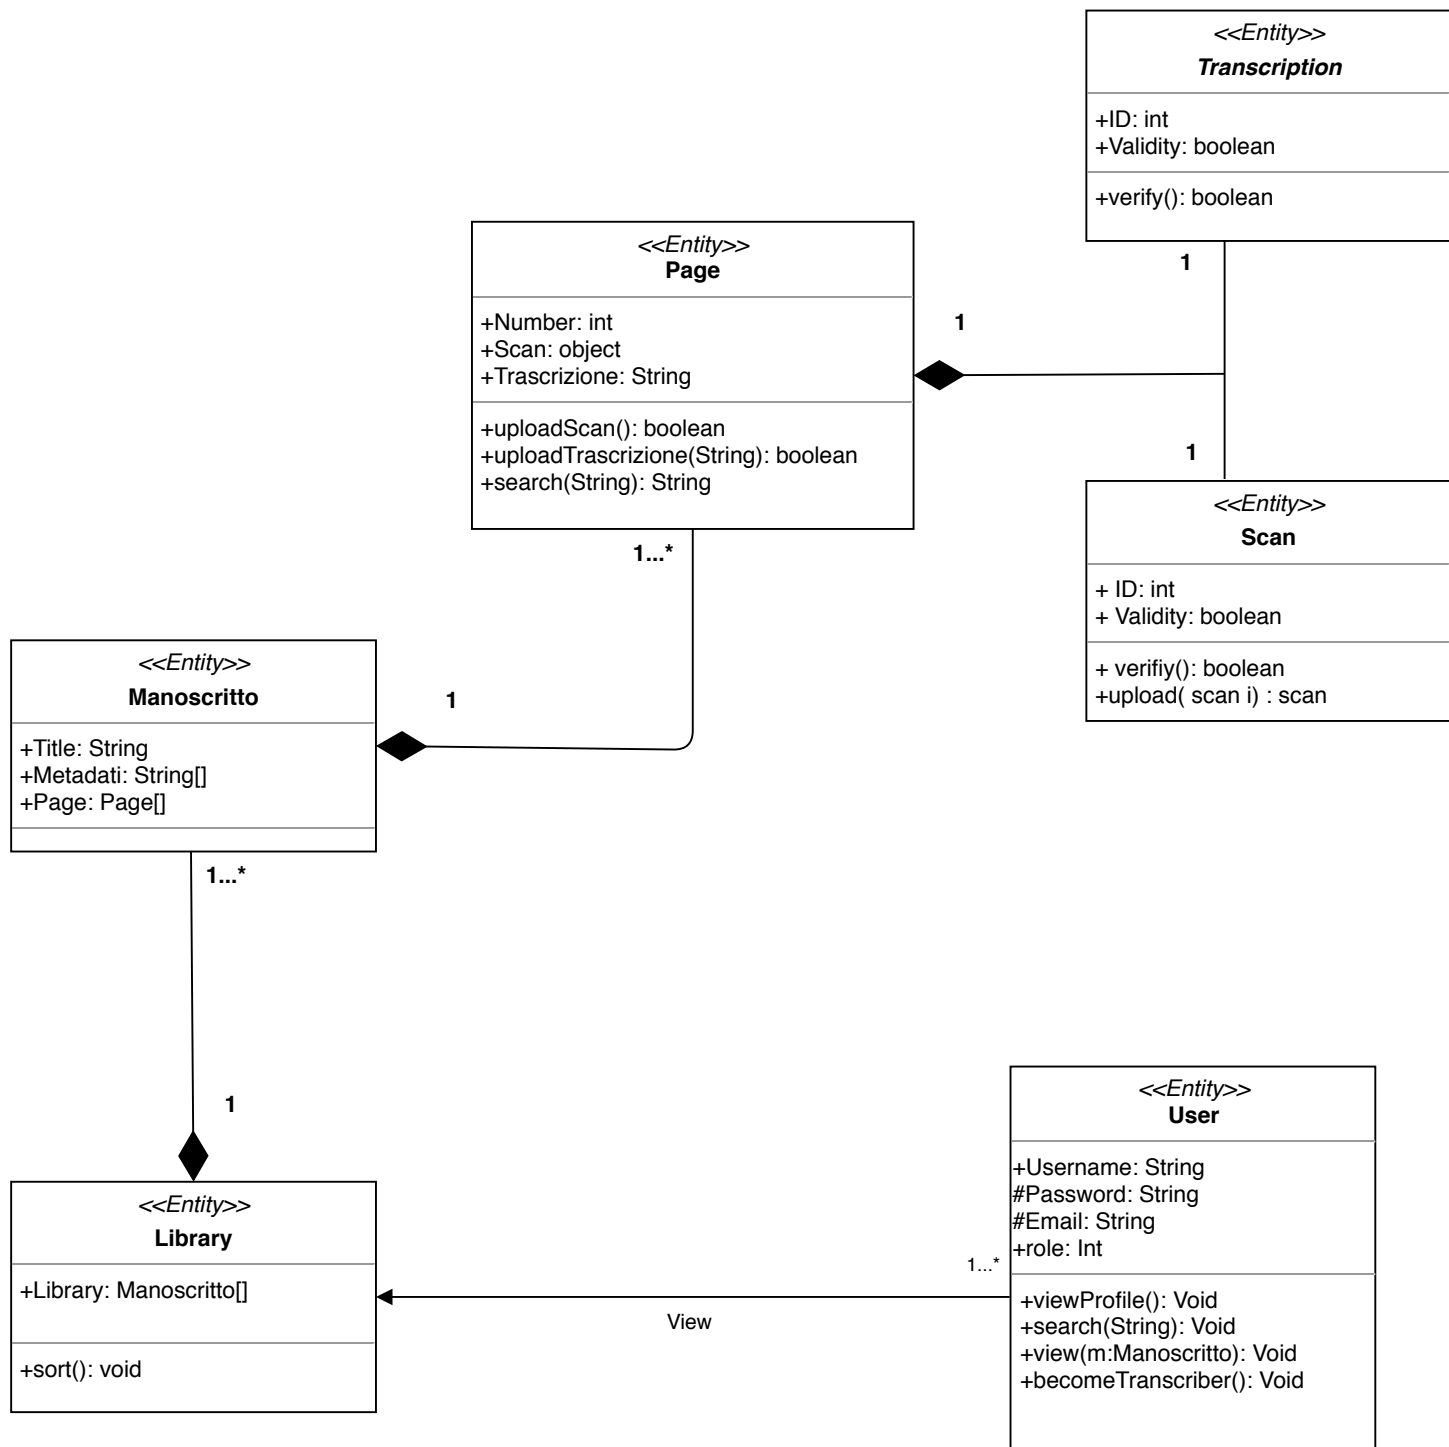 <<Entity>>
Transcription
+ID: int
+Validity: boolean
+verify(): boolean
1
<<Entity>>
Page
+Number: int
+Scan: object
+Trascrizione: String
+uploadScan(): boolean
+uploadTrascrizione(String): boolean
+search(String): String
1
1
<<Entity>>
Scan
+ ID: int
+ Validity: boolean
+ verifiy(): boolean
+upload( scan i) : scan
1...*
<<Entity>>
Manoscritto
+Title: String
+Metadati: String[]
+Page: Page[]
1
1...*
1
<<Entity>>
Library
+Library: Manoscritto[]
+sort(): void
View
1...*
<<Entity>>
User
+Username: String
#Password: String
#Email: String
+role: Int
+viewProfile(): Void
+search(String): Void
+view(m:Manoscritto): Void
+becomeTranscriber(): Void